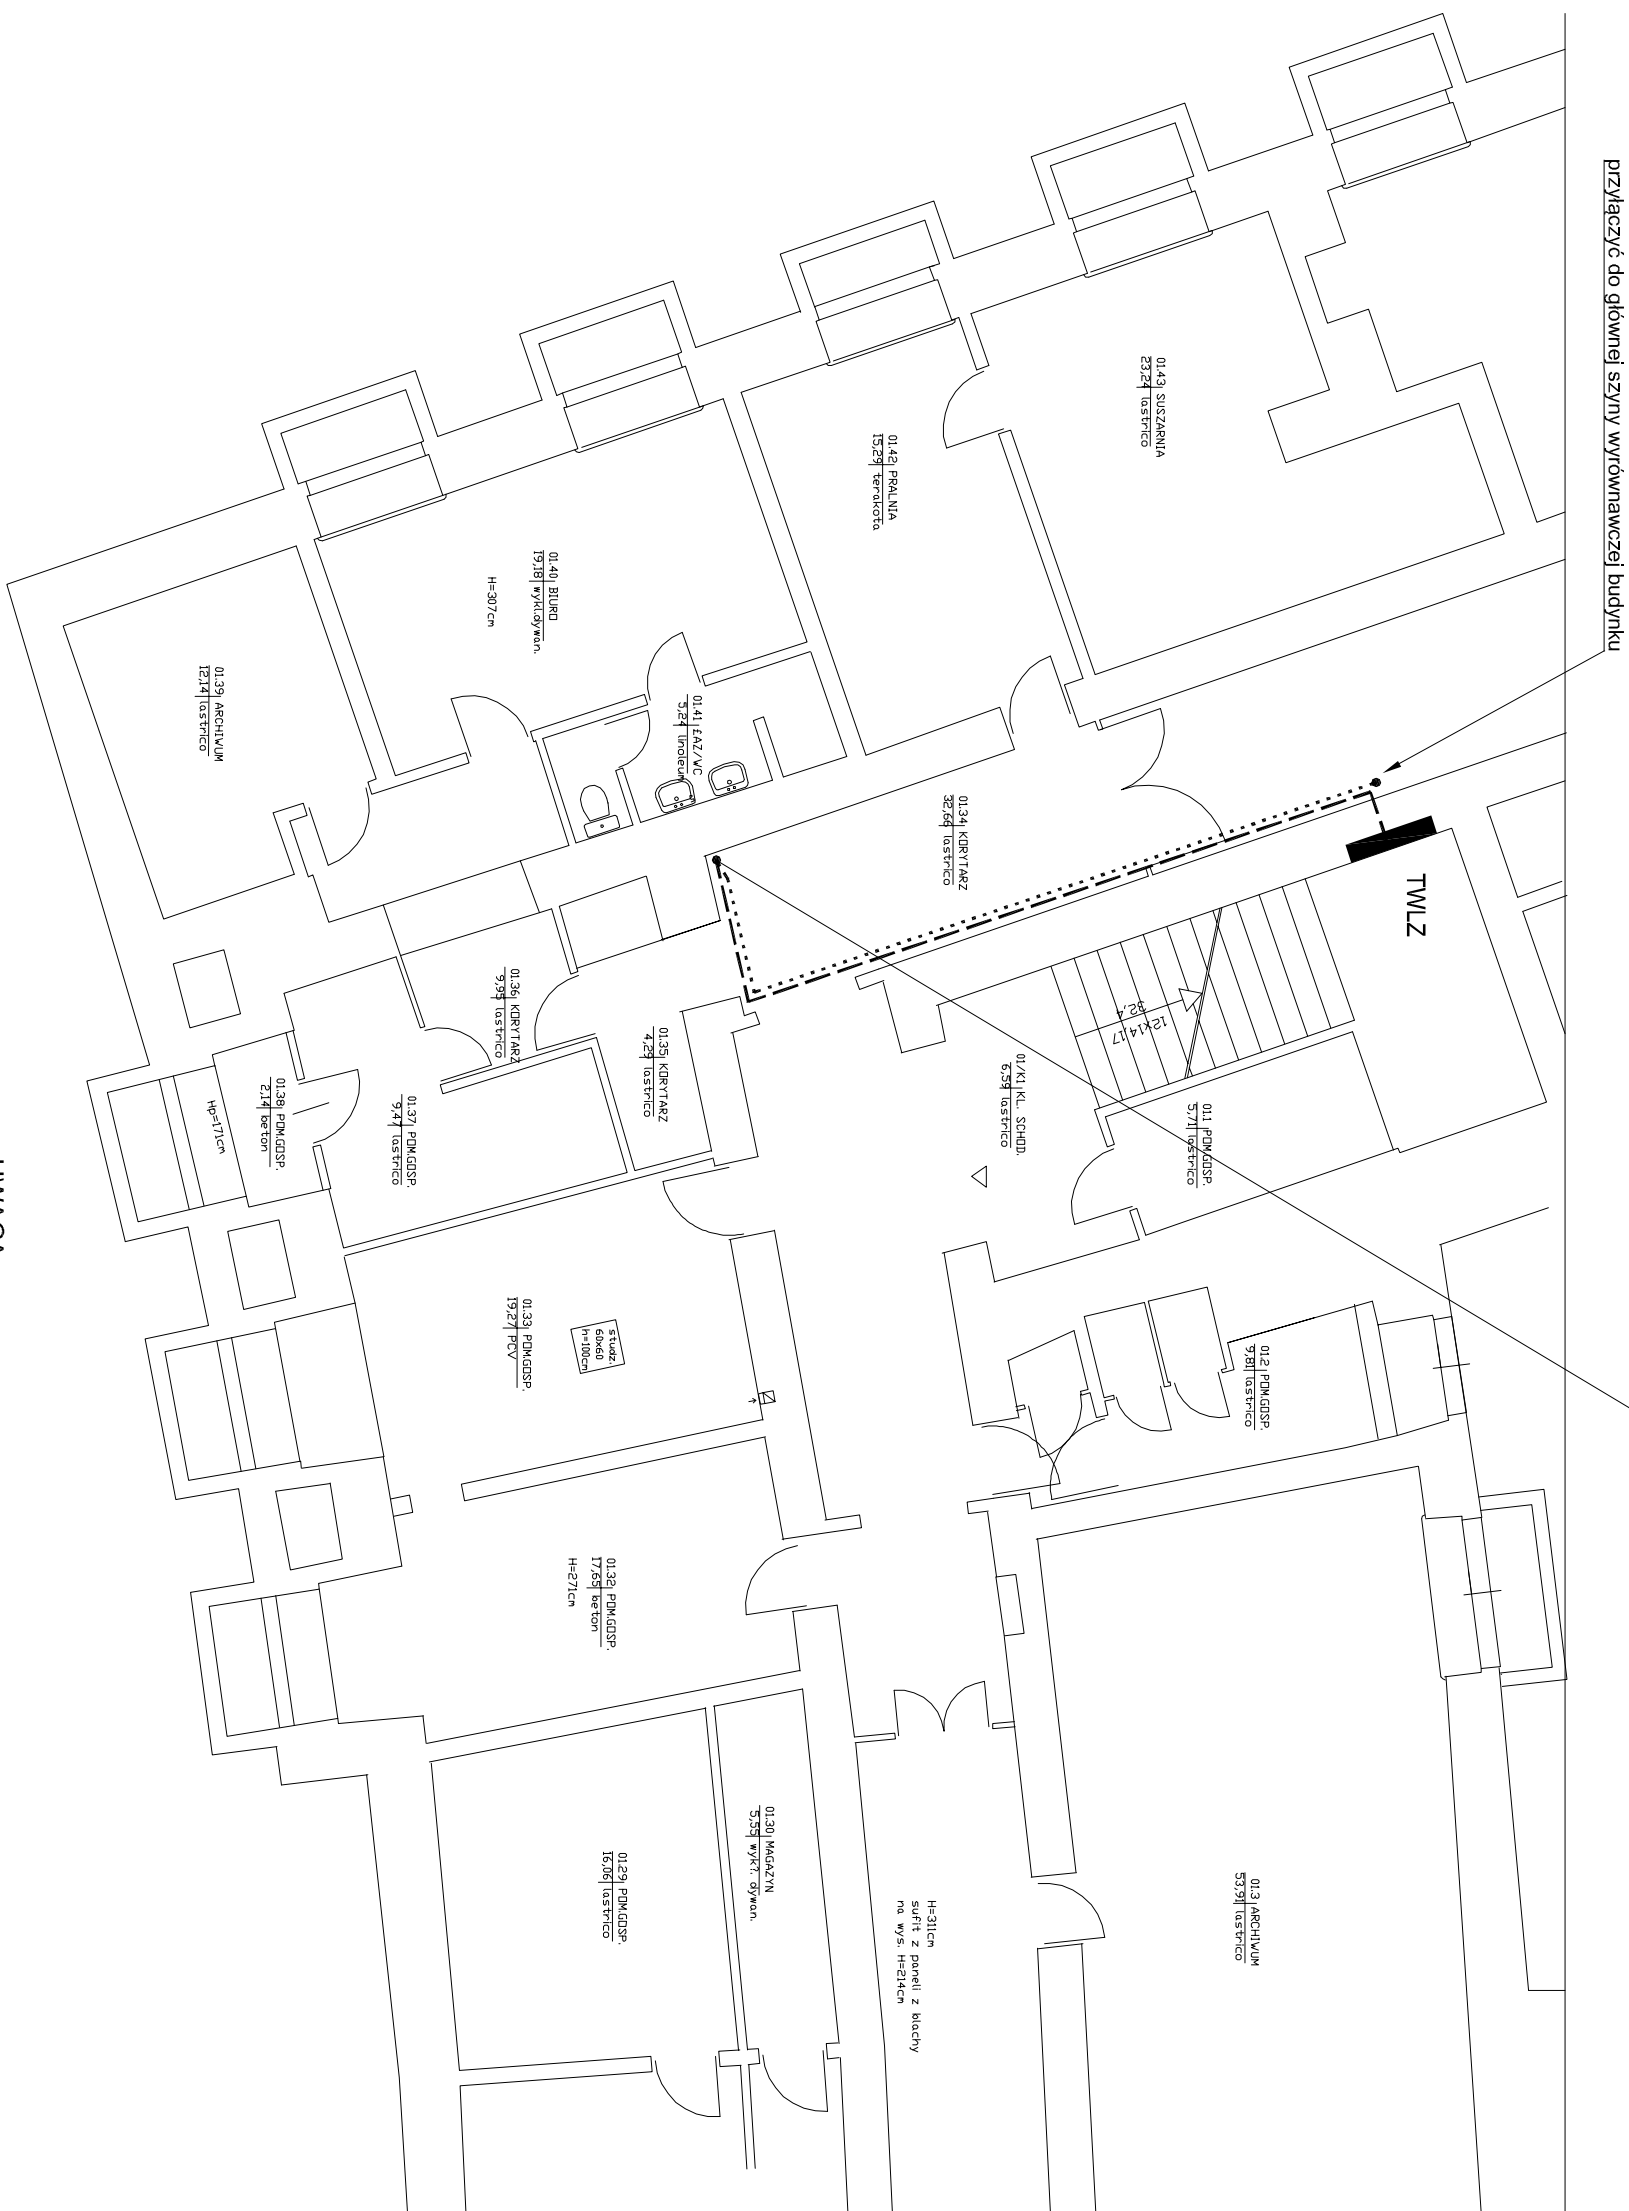 przyłączyć do głównej szyny wyrównawczej budynku
TWLZ
01.43 SUSZARNIA
23,24 lastrico
01.42 PRALNIA
15,29 terakota
01.40 BIURO
19,18 wykł.dywan.
H=307cm
01.39 ARCHIWUM
12,14 lastrico
01.41 ŁAZ/WC
5,24 linoleum
01.34 KORYTARZ
32,66 lastrico
12x14,17
32,4
01/K1 KL. SCHOD.
6,59 lastrico
01.1 POM.GOSP.
5,71 lastrico
01.36 KORYTARZ
9,95 lastrico
01.35 KORYTARZ
4,29 lastrico
01.37 POM.GOSP.
9,47 lastrico
01.38 POM.GOSP.
2,14 beton
Hp=171cm
01.33 POM.GOSP.
19,27 PCV
studz.
60x60
h=100cm
01.2 POM.GOSP.
9,81 lastrico
01.32 POM.GOSP.
17,65 beton
H=271cm
01.30 MAGAZYN
5,55 wyk?. dywan.
01.29 POM.GOSP.
16,06 lastrico
01.3 ARCHIWUM
53,91 lastrico
H=311cm
sufit z paneli z blachy
na wys. H=214cm